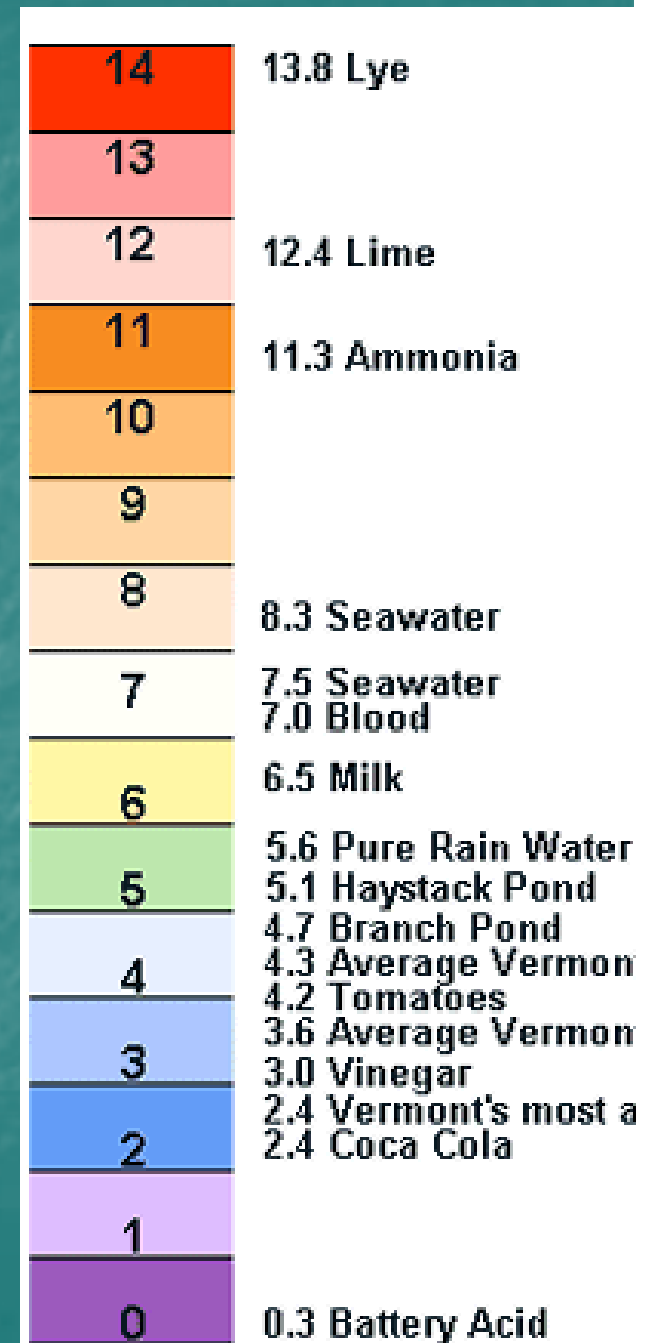 14
13.8 Lye
13
12
12.4 Lime
11
11.3 Ammonia
10
9
8
8.3 Seawater
7
7.5 Seawater
7.0 Blood
6.5 Milk
6
5.6 Pure Rain Water
5
5.1 Haystack Pond
4.7 Branch Pond
4.3 Average Vermon
4
4.2 Tomatoes
3.6 Average Vermon
3
3.0 Vinegar
2.4 Vermont's most a
2
2.4 Coca Cola
1
0
0.3 Battery Acid